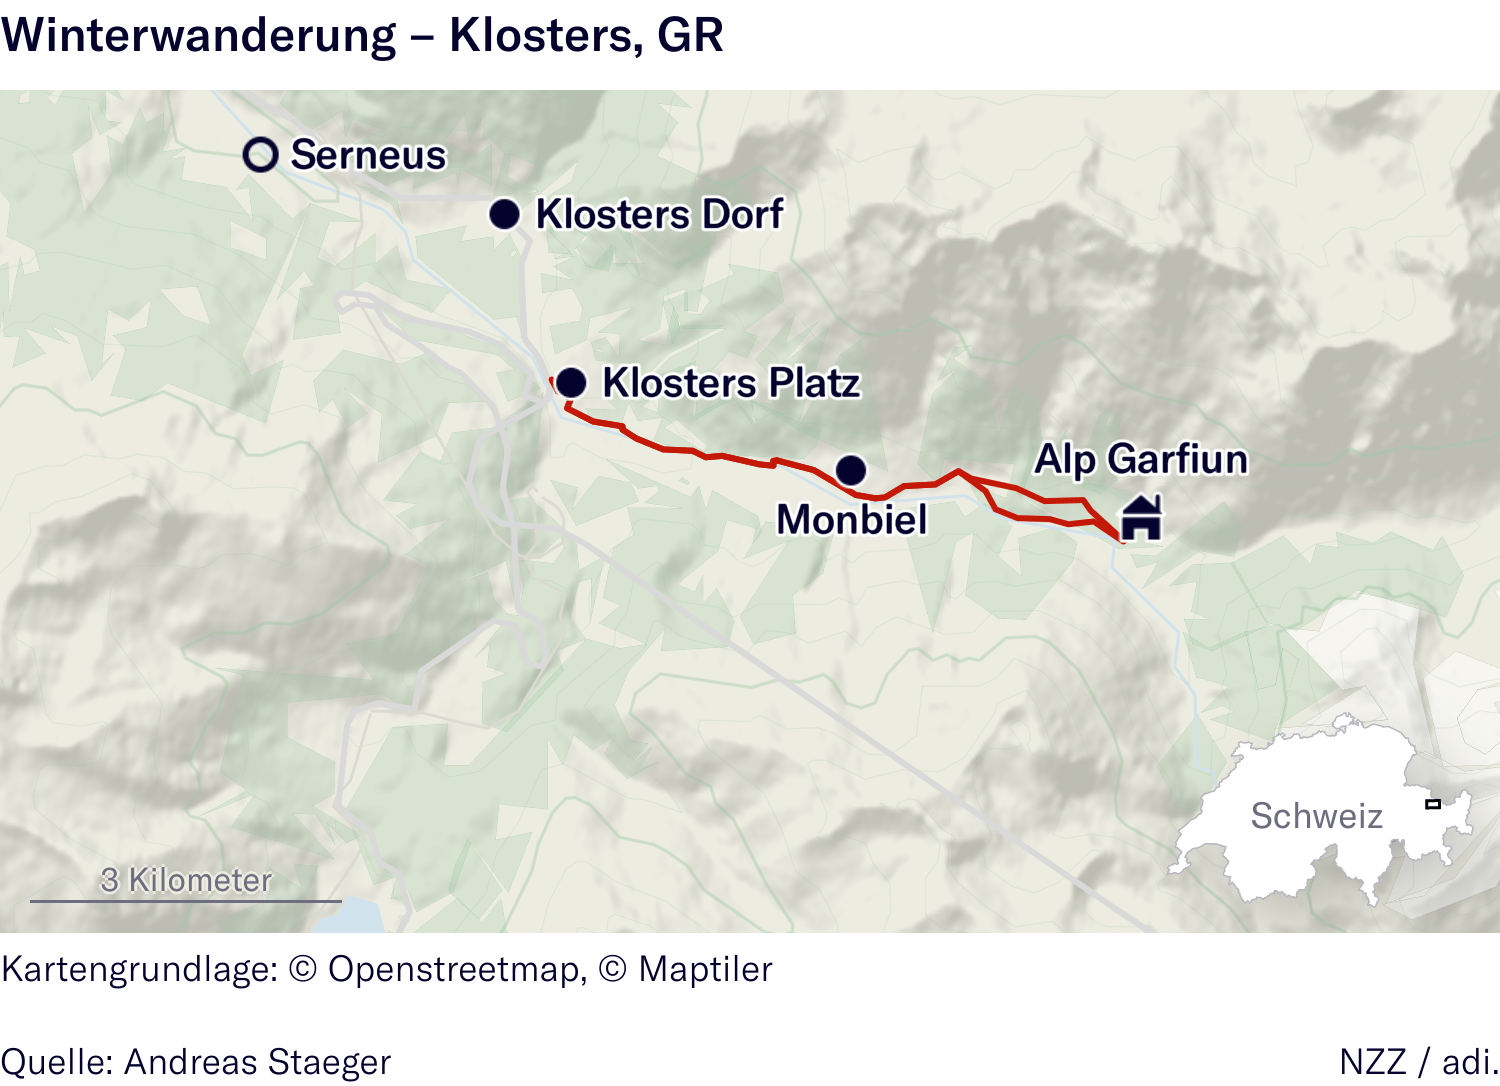 Winterwanderung – Klosters, GR
Serneus
Klosters Dorf
Klosters Platz
Alp Garfiun
Monbiel
Schweiz
3 Kilometer
Kartengrundlage: © Openstreetmap, © Maptiler
Quelle: Andreas Staeger
NZZ / adi.